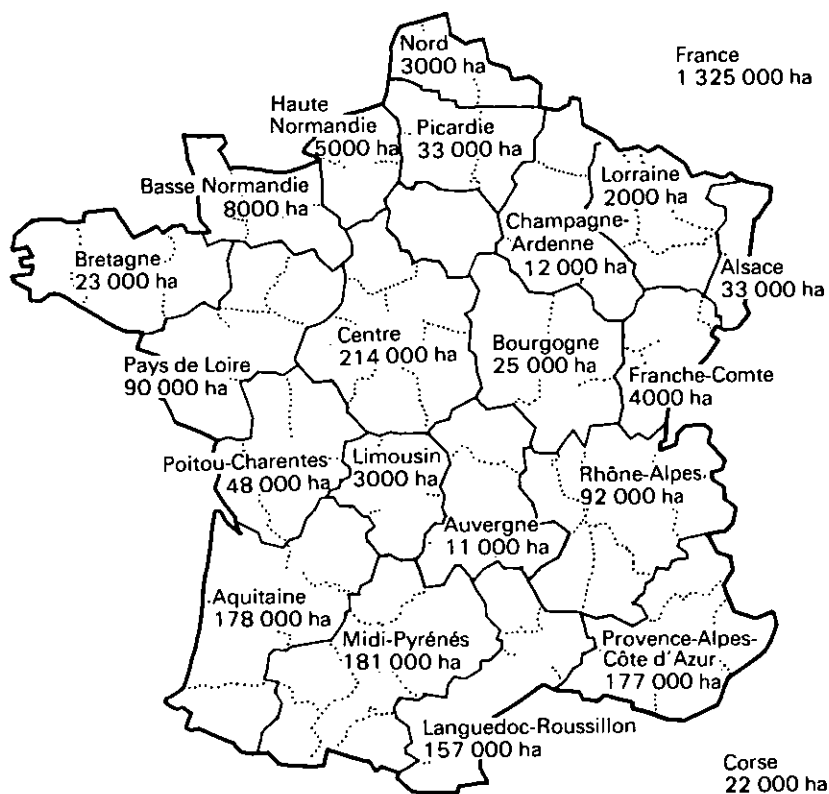 Nord
3000 ha
France
1 325 000 ha
Haute
Normandie
5000 ha
Picardie
33 000 ha
Basse Normandie
8000 ha
Lorraine
2000 ha
Champagne-
Ardenne
12 000 ha
Bretagne
23 000 ha
Alsace
33 000 ha
Centre
214 000 ha
Bourgogne
25 000 ha
Pays de Loire
90 000 ha
Franche-Comte
4000 ha
Poitou-Charentes
48 000 ha
Limousin
3000 ha
Rhône-Alpes
92 000 ha
Auvergne
11 000 ha
Aquitaine
178 000 ha
Midi-Pyrénés
181 000 ha
Provence-Alpes-
Côte d'Azur
177 000 ha
Languedoc-Roussillon
157 000 ha
Corse
22 000 ha